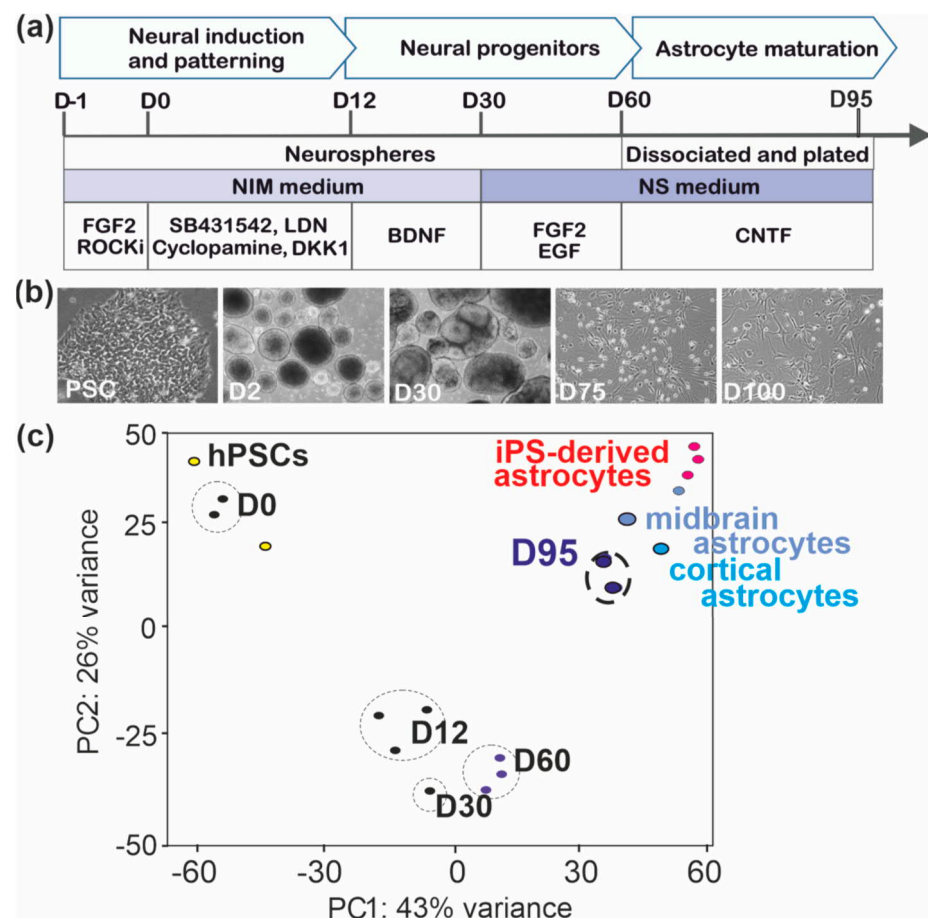 (a)
Neural induction
and patterning
Neural progenitors
Astrocyte maturation
D-1
D0
D12
D30
D60
D95
Neurospheres
Dissociated and plated
NIM medium
NS medium
FGF2
ROCKi
SB431542, LDN
Cyclopamine, DKK1
BDNF
FGF2
EGF
CNTF
(b)
PSC
D2
D30
D75
D100
(c)
50
25
0
-25
-50
PC2: 26% variance
hPSCs
D0
iPS-derived
astrocytes
midbrain
astrocytes
D95
cortical
astrocytes
D12
D60
D30
-60
-30
0
30
60
PC1: 43% variance